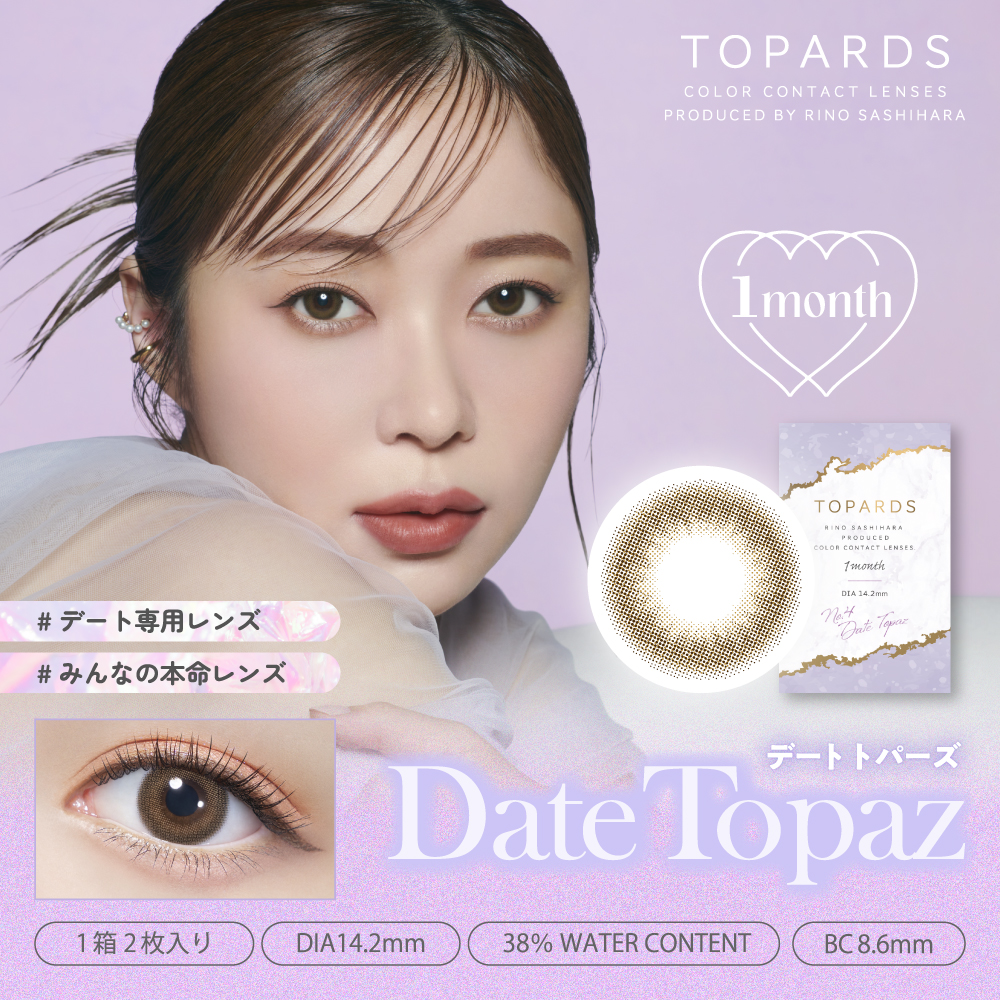 TOPARDS
COLOR CONTACT LENSES
PRODUCED BY RINO SASHIHARA
1month
TOPARDS
RINO SASHIHARA
PRODUCED
COLOR CONTACT LENSES
1month
DIA 14.2mm
No.4
Date Topaz
# デート専用レンズ
# みんなの本命レンズ
デートトパーズ
Date Topaz
1箱2枚入り
DIA14.2mm
38% WATER CONTENT
BC 8.6mm